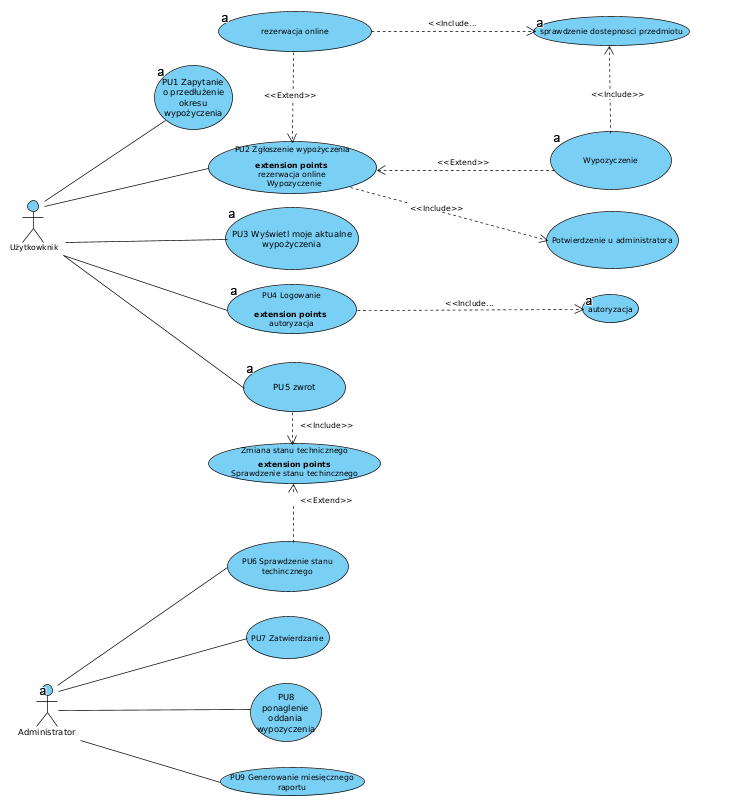 a
rezerwacja online
<<Include...
a
sprawdzenie dostepnosci przedmiotu
a
PU1 Zapytanie
o przedłużenie
okresu
wypożyczenia
<<Extend>>
<<Include>>
PU2 Zgłoszenie wypożyczenia
extension points
rezerwacja online
Wypozyczenie
<<Extend>>
a
Wypozyczenie
<<Include>>
Użytkowknik
a
PU3 Wyświetl moje aktualne
wypożyczenia
Potwierdzenie u administratora
a
PU4 Logowanie
extension points
autoryzacja
<<Include...
a
autoryzacja
a
PU5 zwrot
<<Include>>
Zmiana stanu technicznego
extension points
Sprawdzenie stanu techincznego
<<Extend>>
PU6 Sprawdzenie stanu
techincznego
PU7 Zatwierdzanie
a
Administrator
PU8
ponaglenie
oddania
wypozyczenia
PU9 Generowanie miesięcznego
raportu